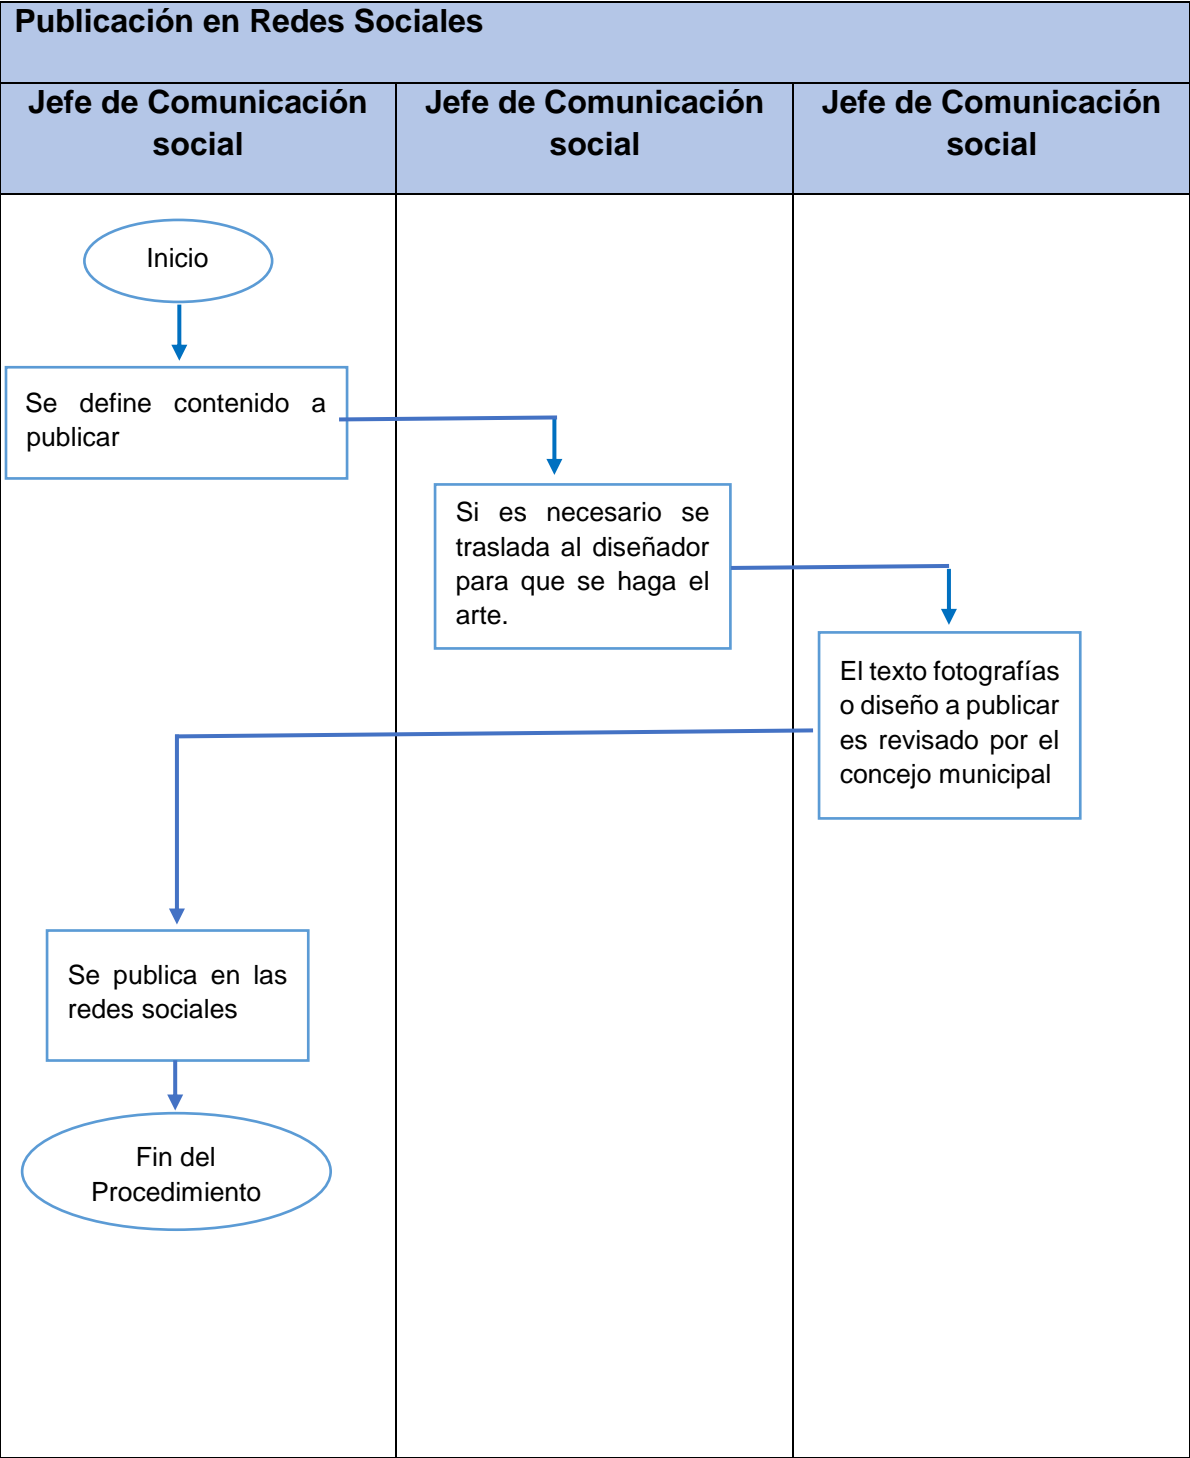 Publicación en Redes Sociales
Jefe de Comunicación
social
Jefe de Comunicación
social
Jefe de Comunicación
social
Inicio
Se define contenido a
publicar
Si es necesario se
traslada al diseñador
para que se haga el
arte.
El texto fotografías
o diseño a publicar
es revisado por el
concejo municipal
Se publica en las
redes sociales
Fin del
Procedimiento